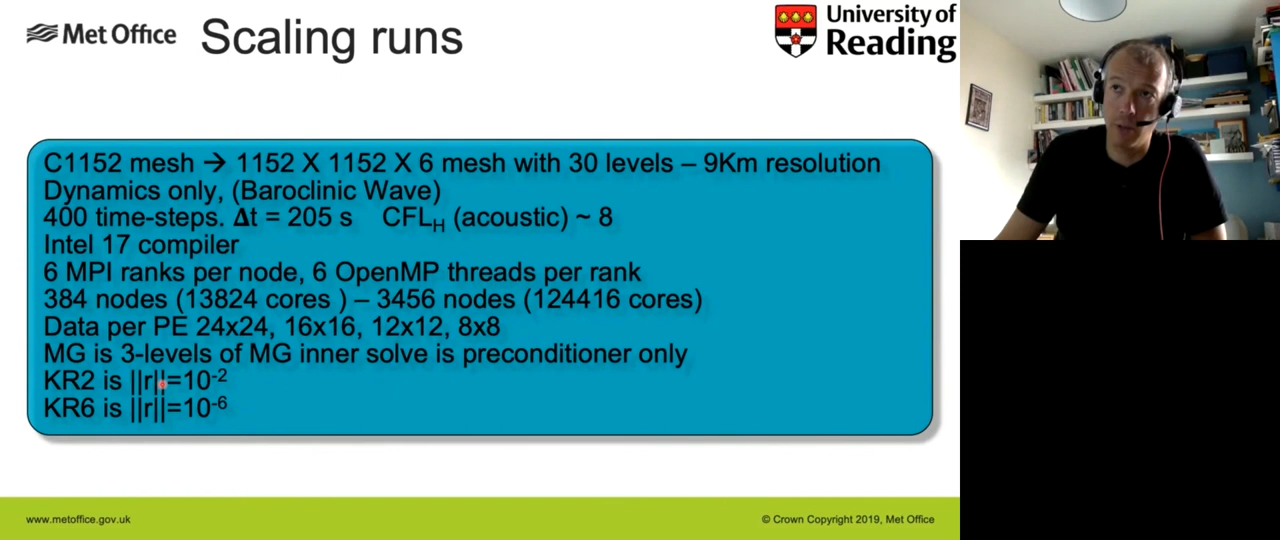 Met Office
Scaling runs
University of
Reading
C1152 mesh → 1152 X 1152 X 6 mesh with 30 levels – 9Km resolution
Dynamics only, (Baroclinic Wave)
400 time-steps. Δt = 205 s CFL_H (acoustic) ~ 8
Intel 17 compiler
6 MPI ranks per node, 6 OpenMP threads per rank
384 nodes (13824 cores ) – 3456 nodes (124416 cores)
Data per PE 24x24, 16x16, 12x12, 8x8
MG is 3-levels of MG inner solve is preconditioner only
KR2 is ||r||=10⁻²
KR6 is ||r||=10⁻⁶
www.metoffice.gov.uk
© Crown Copyright 2019, Met Office